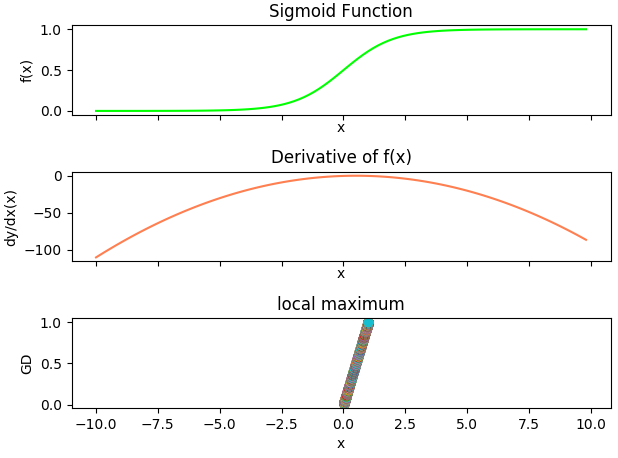 Sigmoid Function
1.0
0.5
0.0
f(x)
x
Derivative of f(x)
0
−50
−100
dy/dx(x)
x
local maximum
1.0
0.5
0.0
GD
−10.0 −7.5 −5.0 −2.5 0.0 2.5 5.0 7.5 10.0
x